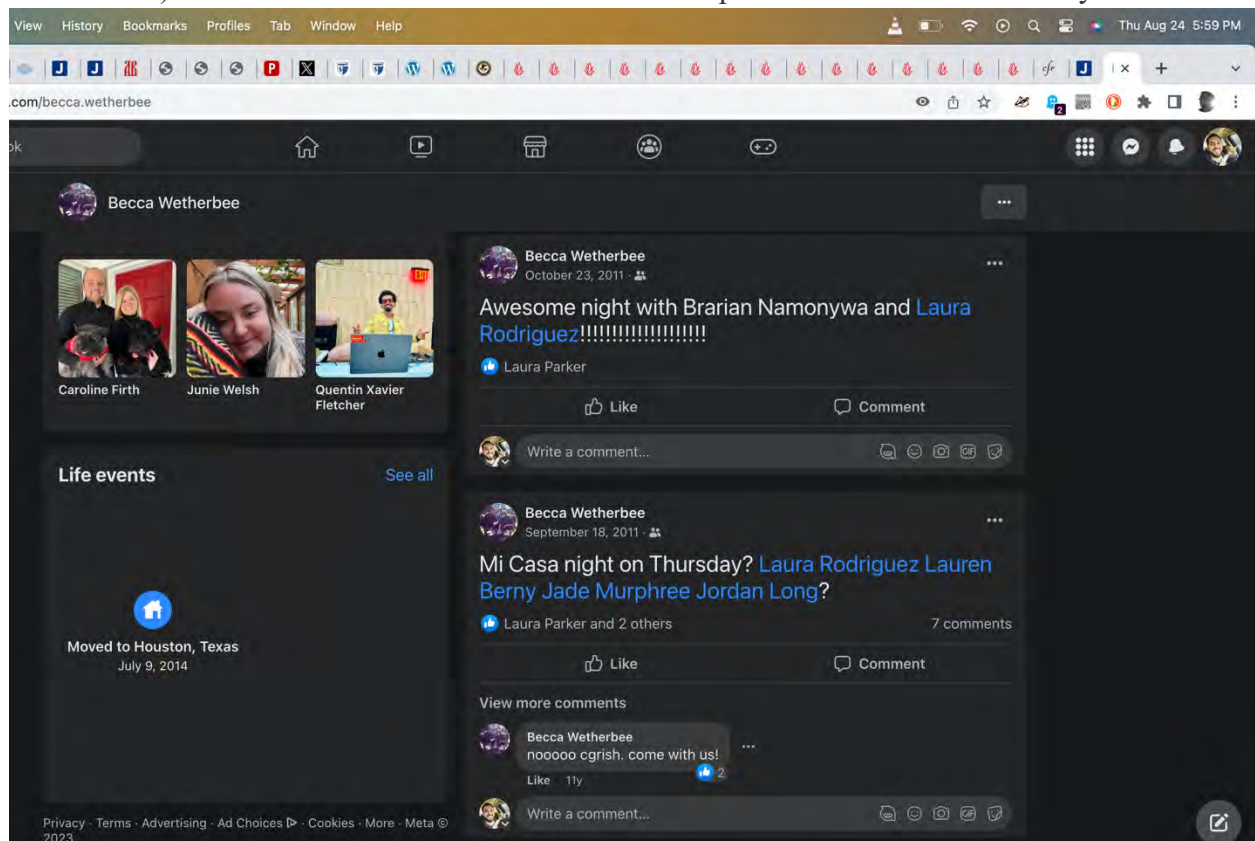 View History Bookmarks Profiles Tab Window Help
Thu Aug 24 5:59 PM
.com/becca.wetherbee
Becca Wetherbee
Caroline Firth
Junie Welsh
Quentin Xavier
Fletcher
Life events
See all
Moved to Houston, Texas
July 9, 2014
Privacy · Terms · Advertising · Ad Choices · Cookies · More · Meta ©
2023
Becca Wetherbee
October 23, 2011 ·
Awesome night with Brarian Namonywa and Laura
Rodriguez!!!!!!!!!!!!!!!!!!!!
Laura Parker
Like
Comment
Write a comment...
GIF
Becca Wetherbee
September 18, 2011 ·
Mi Casa night on Thursday? Laura Rodriguez Lauren
Berny Jade Murphree Jordan Long?
Laura Parker and 2 others
7 comments
Like
Comment
View more comments
Becca Wetherbee
nooooo cgrish. come with us!
2
Like 11y
Write a comment...
GIF